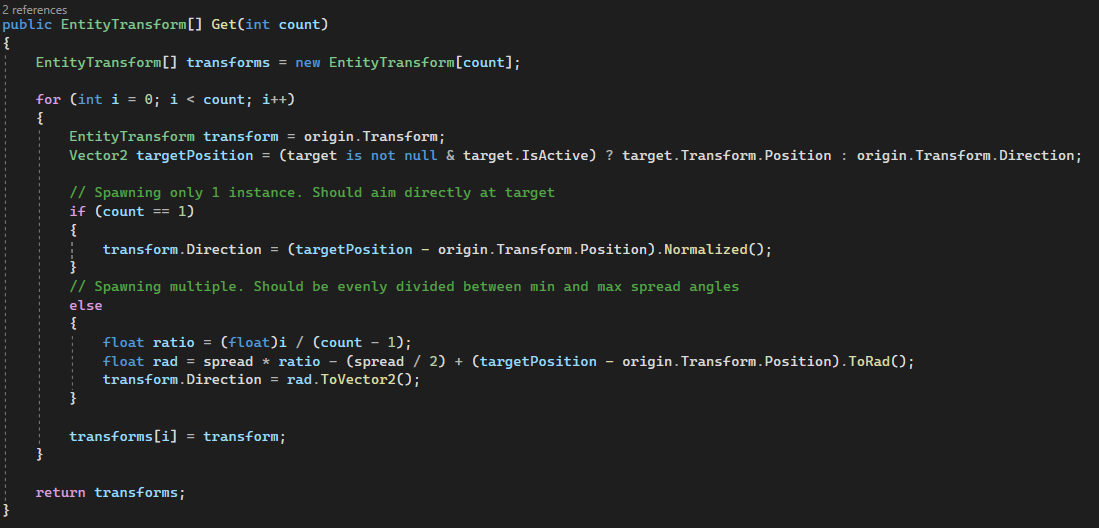 2 references
public EntityTransform[] Get(int count)
{
    EntityTransform[] transforms = new EntityTransform[count];
    for (int i = 0; i < count; i++)
    {
        EntityTransform transform = origin.Transform;
        Vector2 targetPosition = (target is not null & target.IsActive) ? target.Transform.Position : origin.Transform.Direction;
        // Spawning only 1 instance. Should aim directly at target
        if (count == 1)
        {
            transform.Direction = (targetPosition - origin.Transform.Position).Normalized();
        }
        // Spawning multiple. Should be evenly divided between min and max spread angles
        else
        {
            float ratio = (float)i / (count - 1);
            float rad = spread * ratio - (spread / 2) + (targetPosition - origin.Transform.Position).ToRad();
            transform.Direction = rad.ToVector2();
        }
        transforms[i] = transform;
    }
    return transforms;
}